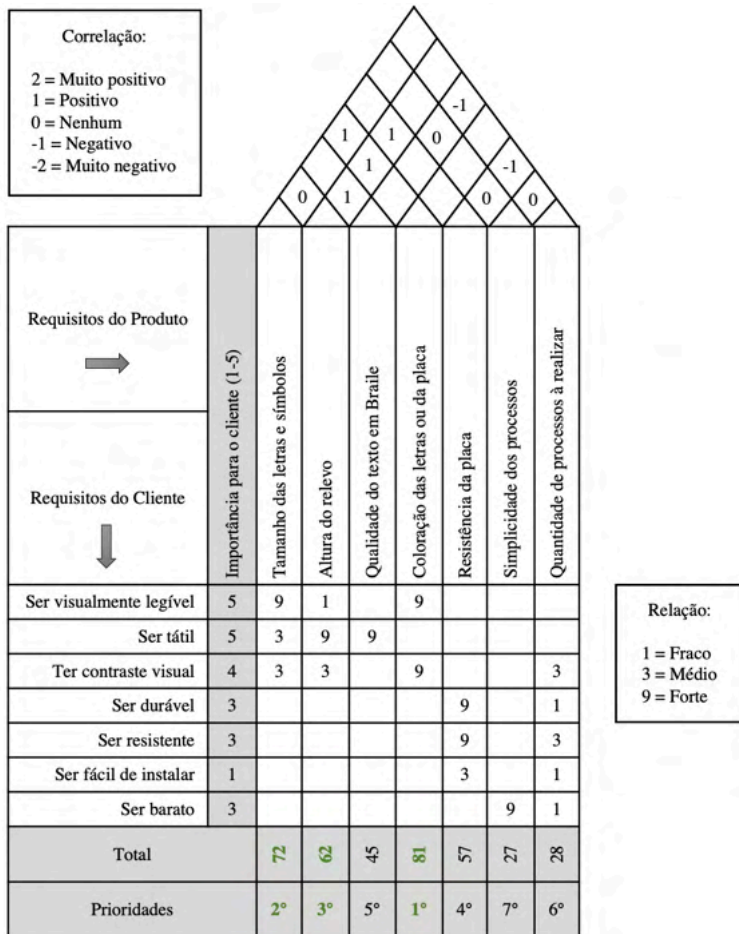 Correlação:
2 = Muito positivo
1 = Positivo
0 = Nenhum
-1 = Negativo
-2 = Muito negativo
-1
1 1 0
1 -1
0 1 0 0
Requisitos do Produto
Requisitos do Cliente
Importância para o cliente (1-5)
Tamanho das letras e símbolos
Altura do relevo
Qualidade do texto em Braile
Coloração das letras ou da placa
Resistência da placa
Simplicidade dos processos
Quantidade de processos à realizar
Ser visualmente legível 5 9 1 9
Ser tátil 5 3 9 9
Ter contraste visual 4 3 3 9 3
Ser durável 3 9 1
Ser resistente 3 9 3
Ser fácil de instalar 1 3 1
Ser barato 3 9 1
Total 72 62 45 81 57 27 28
Prioridades 2° 3° 5° 1° 4° 7° 6°
Relação:
1 = Fraco
3 = Médio
9 = Forte